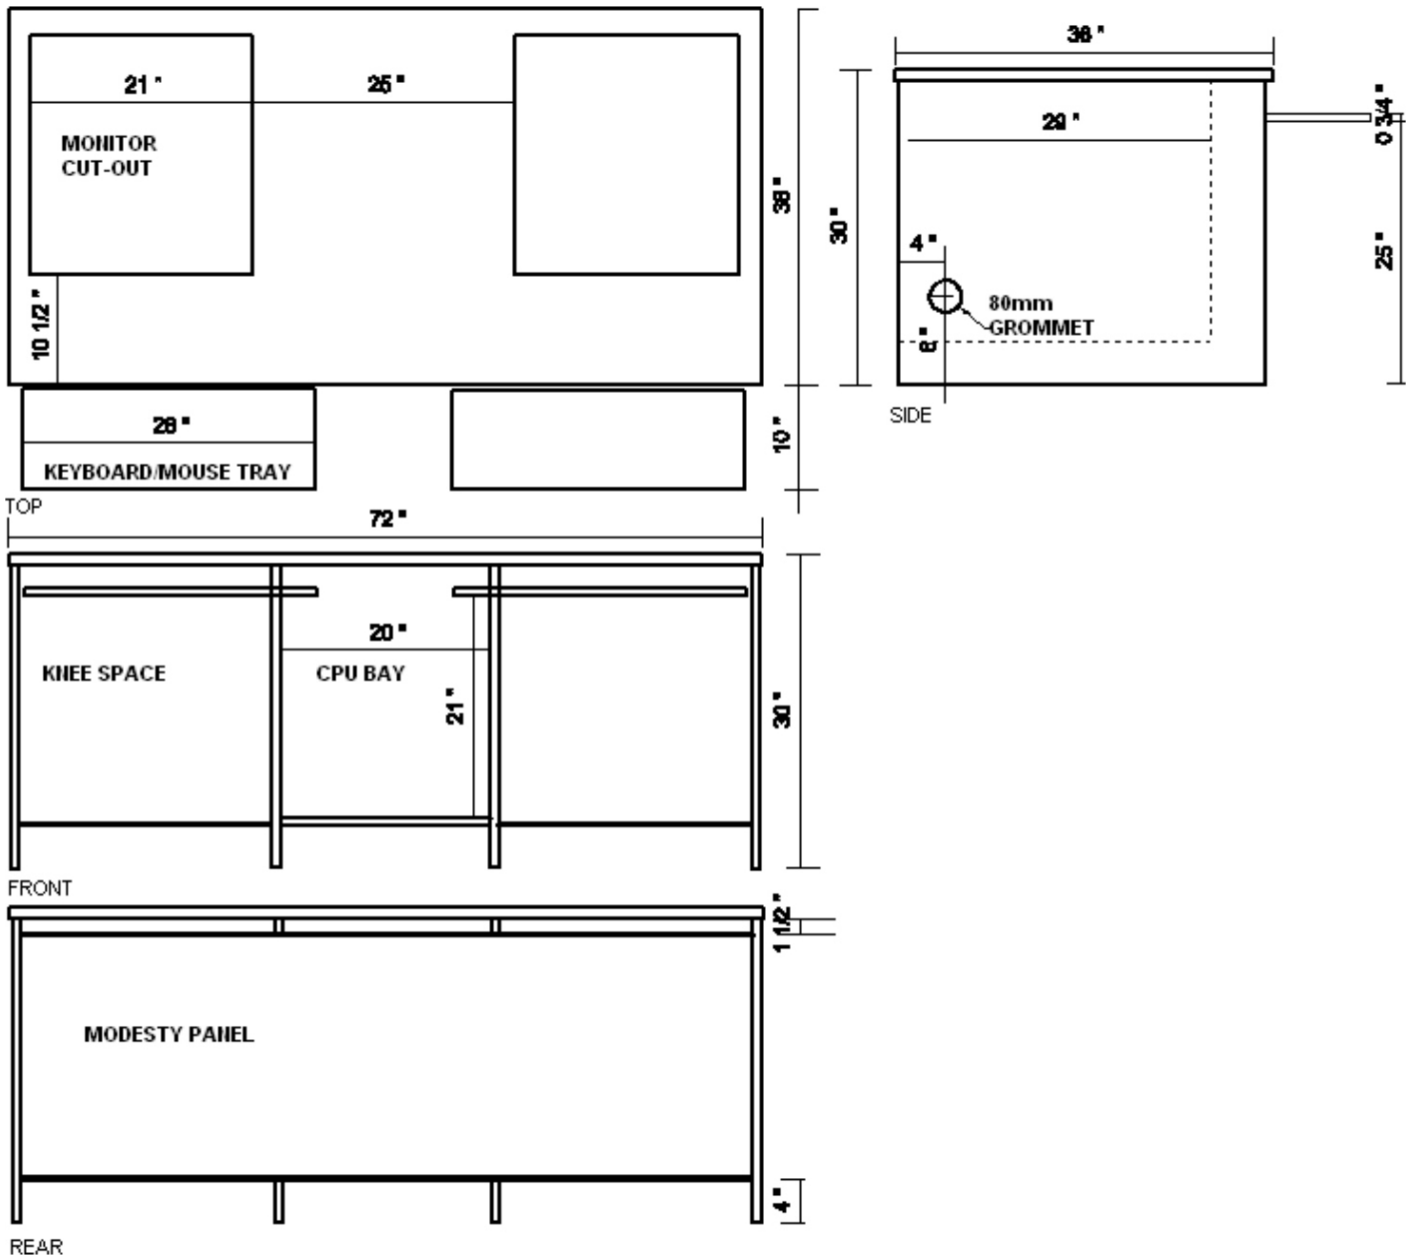 21 "
25 "
MONITOR
CUT-OUT
36 "
10 1/2 "
28 "
KEYBOARD/MOUSE TRAY
10 "
TOP
36 "
0 3/4 "
29 "
30 "
4 "
25 "
80mm
GROMMET
8 "
SIDE
72 "
20 "
KNEE SPACE
CPU BAY
21 "
30 "
FRONT
1 1/2 "
MODESTY PANEL
4 "
REAR